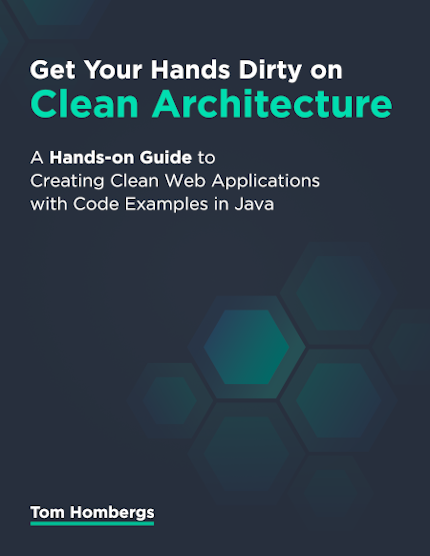 Get Your Hands Dirty on
Clean Architecture
A Hands-on Guide to
Creating Clean Web Applications
with Code Examples in Java
Tom Hombergs